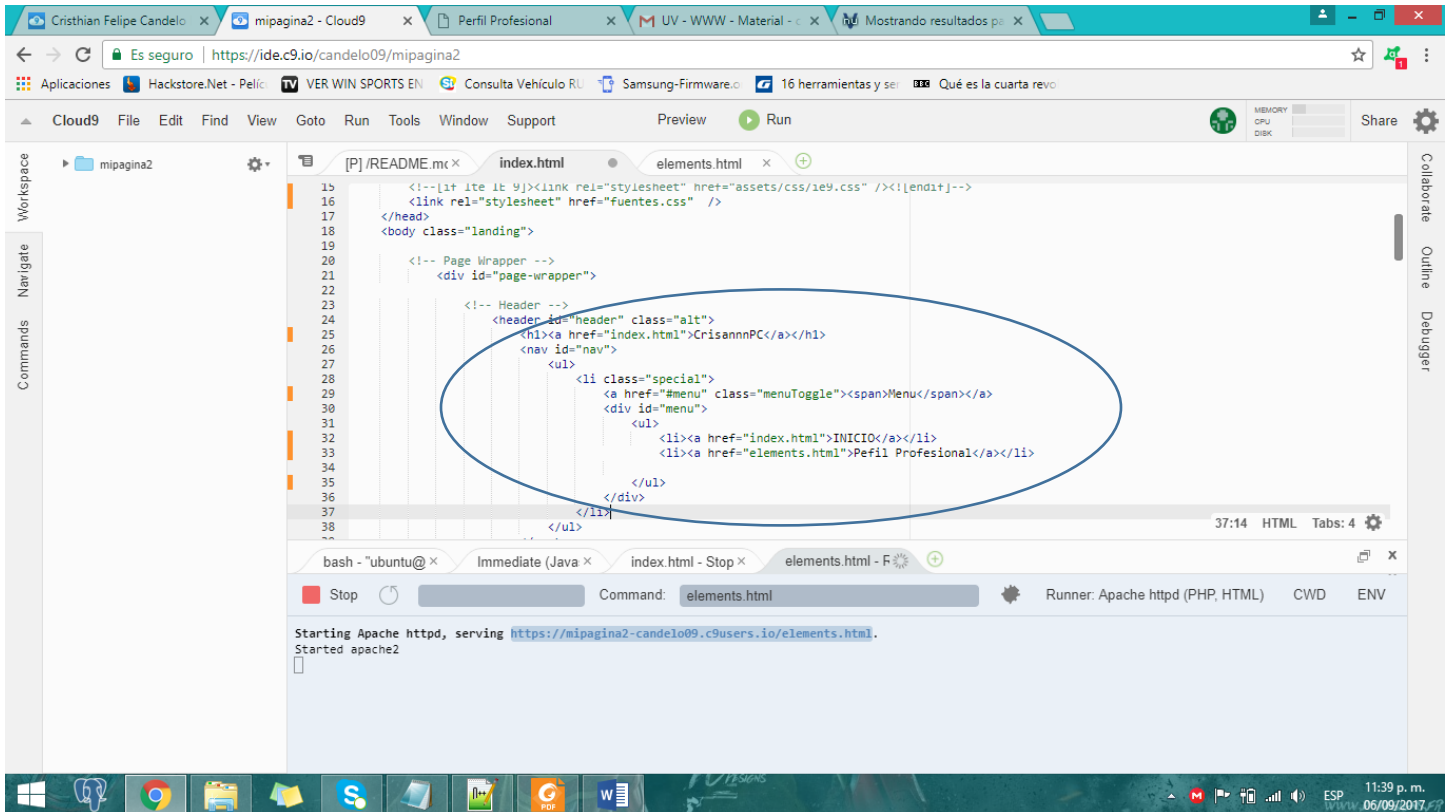 Cristhian Felipe Candelo
mipagina2 - Cloud9
Perfil Profesional
UV - WWW - Material - c
Mostrando resultados pa
Es seguro | https://ide.c9.io/candelo09/mipagina2
Aplicaciones Hackstore.Net - Pelíc TV VER WIN SPORTS EN Consulta Vehículo RU Samsung-Firmware.o 16 herramientas y ser Qué es la cuarta revo
Cloud9 File Edit Find View Goto Run Tools Window Support Preview Run MEMORY CPU DISK Share
Workspace
Navigate
Commands
mipagina2
[P] /README.mc index.html elements.html
15 <!--[if lte IE 9]><link rel="stylesheet" href="assets/css/ie9.css" /><![endif]-->
16 <link rel="stylesheet" href="fuentes.css" />
17 </head>
18 <body class="landing">
19
20 <!-- Page Wrapper -->
21 <div id="page-wrapper">
22
23 <!-- Header -->
24 <header id="header" class="alt">
25 <h1><a href="index.html">CrisannnPC</a></h1>
26 <nav id="nav">
27 <ul>
28 <li class="special">
29 <a href="#menu" class="menuToggle"><span>Menu</span></a>
30 <div id="menu">
31 <ul>
32 <li><a href="index.html">INICIO</a></li>
33 <li><a href="elements.html">Pefil Profesional</a></li>
34
35 </ul>
36 </div>
37 </li>
38 </ul>
37:14 HTML Tabs: 4
Collaborate
Outline
Debugger
bash - "ubuntu@ Immediate (Java index.html - Stop elements.html - F
Stop Command: elements.html Runner: Apache httpd (PHP, HTML) CWD ENV
Starting Apache httpd, serving https://mipagina2-candelo09.c9users.io/elements.html.
Started apache2
ESP
11:39 p. m.
06/09/2017